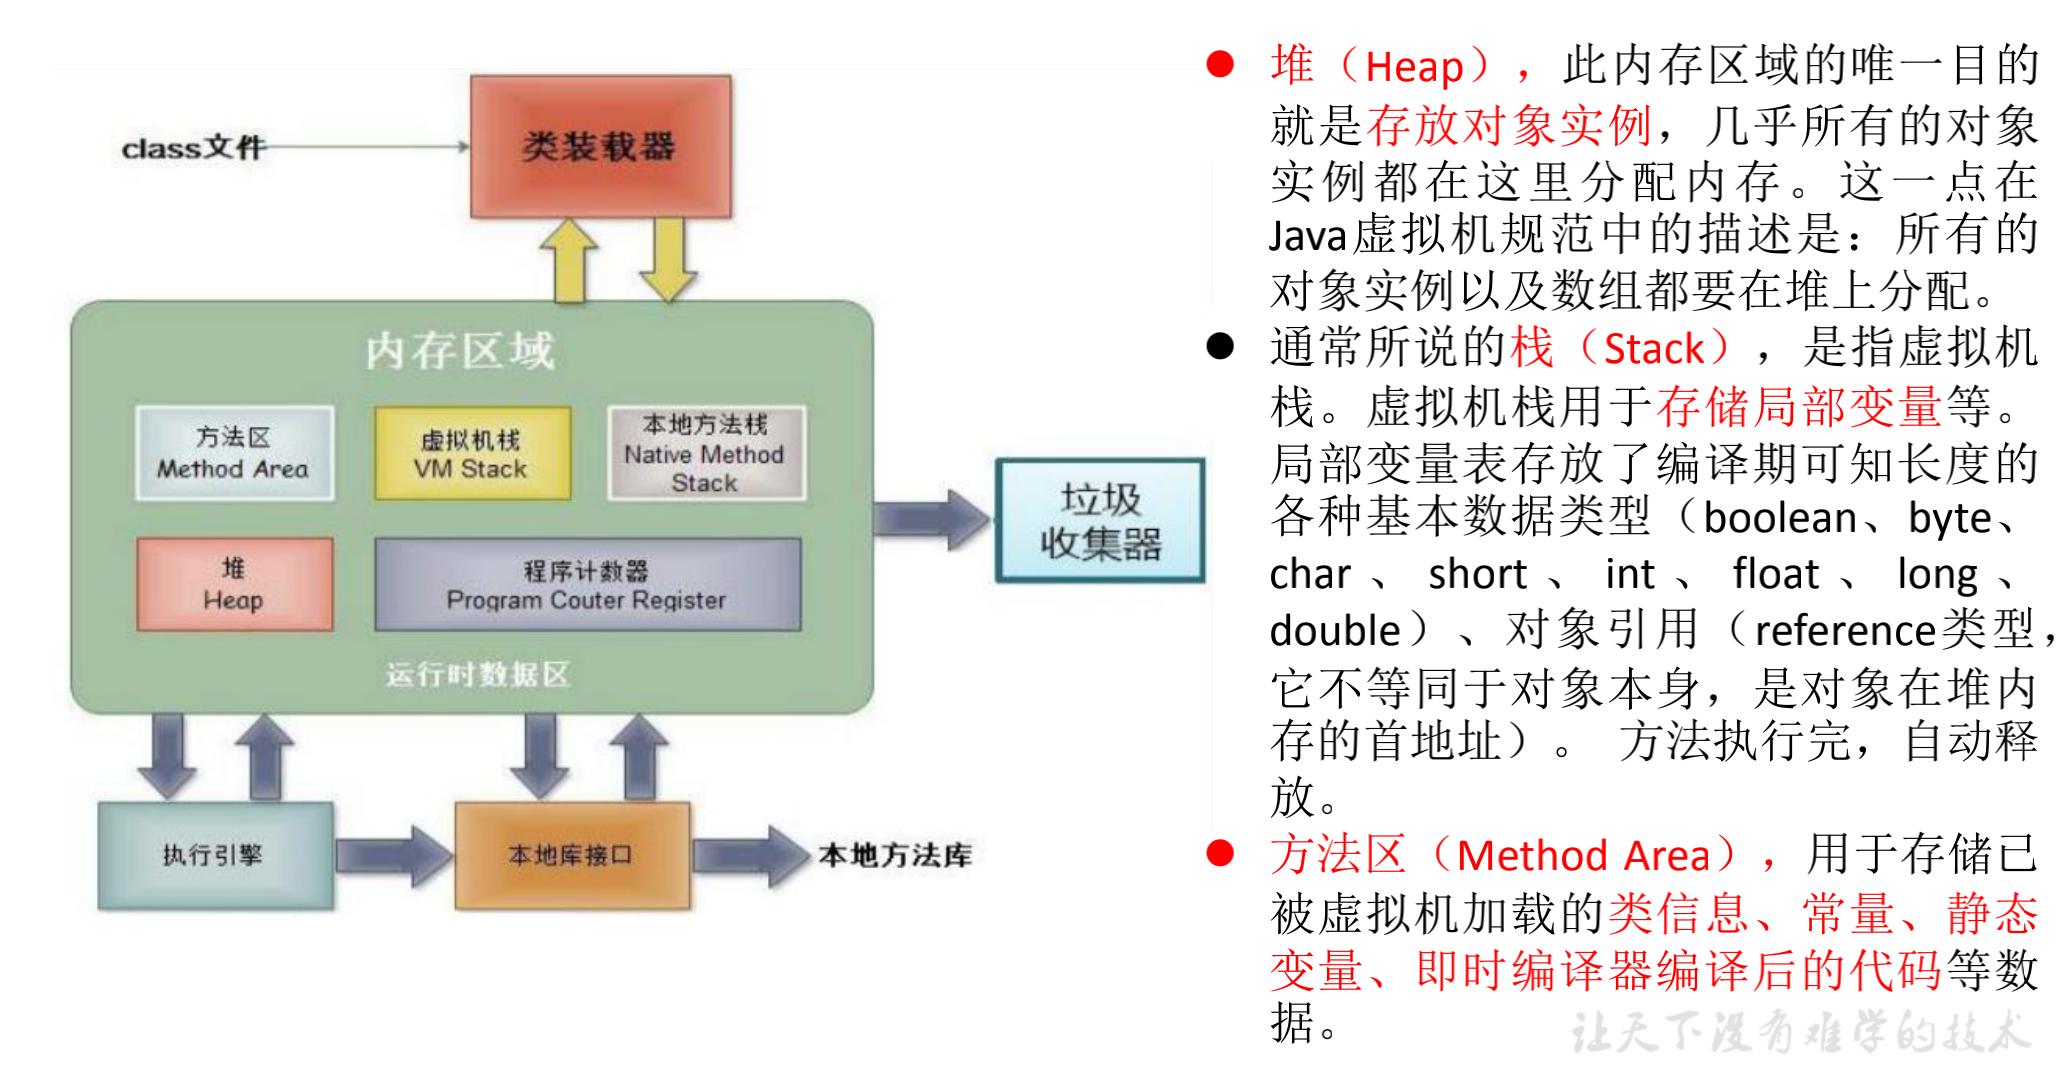 class文件
类装载器
内存区域
方法区
Method Area
虚拟机栈
VM Stack
本地方法栈
Native Method
Stack
堆
Heap
程序计数器
Program Couter Register
运行时数据区
垃圾
收集器
执行引擎
本地库接口
本地方法库
● 堆（Heap），此内存区域的唯一目的
就是存放对象实例，几乎所有的对象
实例都在这里分配内存。这一点在
Java虚拟机规范中的描述是：所有的
对象实例以及数组都要在堆上分配。
● 通常所说的栈（Stack），是指虚拟机
栈。虚拟机栈用于存储局部变量等。
局部变量表存放了编译期可知长度的
各种基本数据类型（boolean、byte、
char、short、int、float、long、
double）、对象引用（reference类型，
它不等同于对象本身，是对象在堆内
存的首地址）。 方法执行完，自动释
放。
● 方法区（Method Area），用于存储已
被虚拟机加载的类信息、常量、静态
变量、即时编译器编译后的代码等数
据。
让天下没有难学的技术